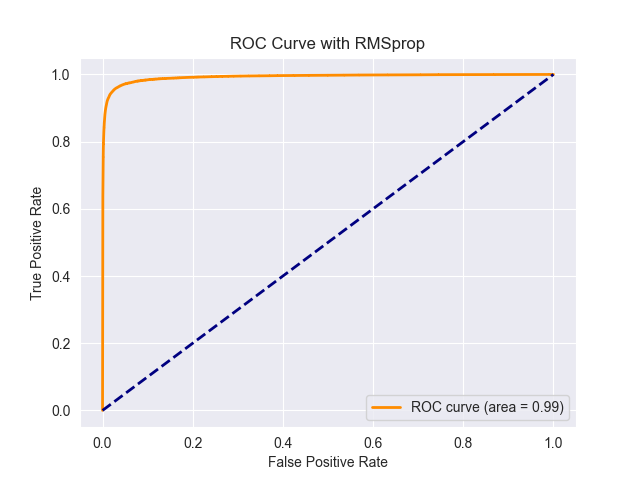 ROC Curve with RMSprop
True Positive Rate
1.0
0.8
0.6
0.4
0.2
0.0
ROC curve (area = 0.99)
0.0 0.2 0.4 0.6 0.8 1.0
False Positive Rate